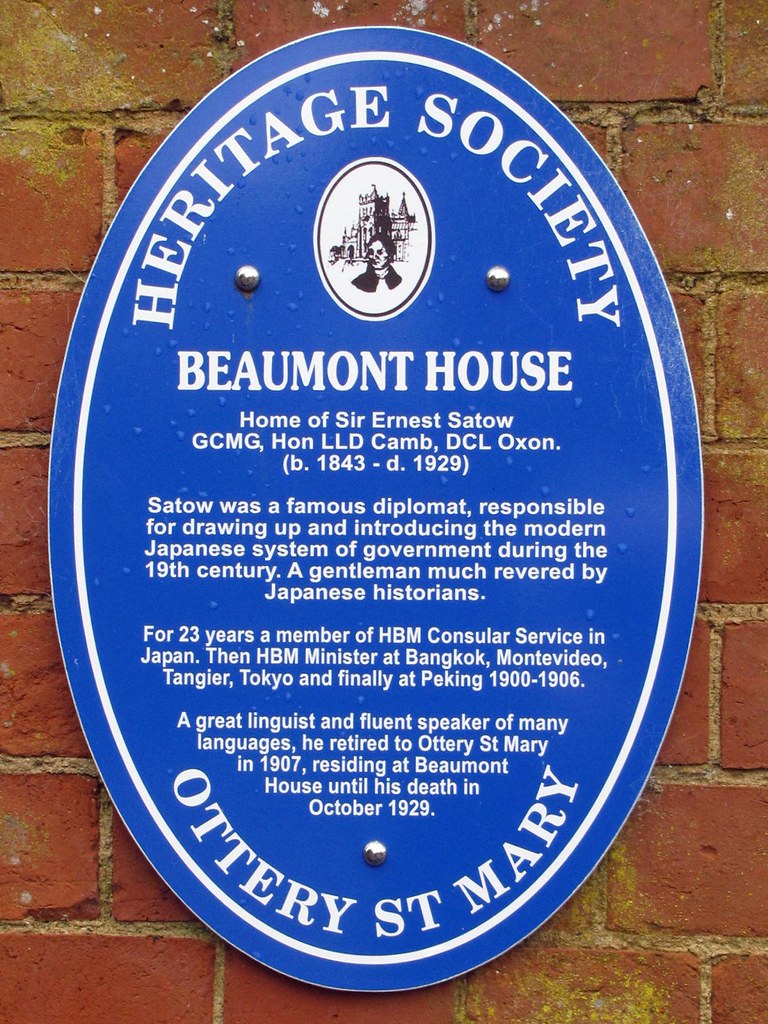 HERITAGE SOCIETY
BEAUMONT HOUSE
Home of Sir Ernest Satow
GCMG, Hon LLD Camb, DCL Oxon.
(b. 1843 - d. 1929)
Satow was a famous diplomat, responsible
for drawing up and introducing the modern
Japanese system of government during the
19th century. A gentleman much revered by
Japanese historians.
For 23 years a member of HBM Consular Service in
Japan. Then HBM Minister at Bangkok, Montevideo,
Tangier, Tokyo and finally at Peking 1900-1906.
A great linguist and fluent speaker of many
languages, he retired to Ottery St Mary
in 1907, residing at Beaumont
House until his death in
October 1929.
OTTERY ST MARY